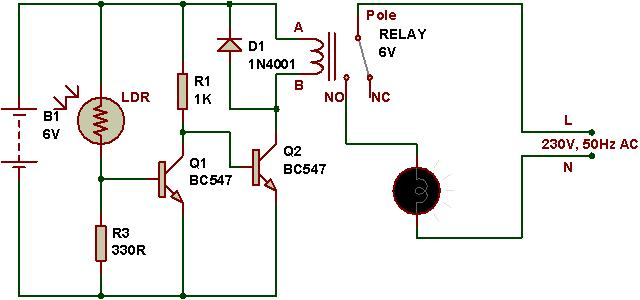 Pole
A
RELAY
6V
D1
1N4001
B
LDR
R1
1K
NO
NC
B1
6V
L
230V, 50Hz AC
N
Q1
BC547
Q2
BC547
R3
330R